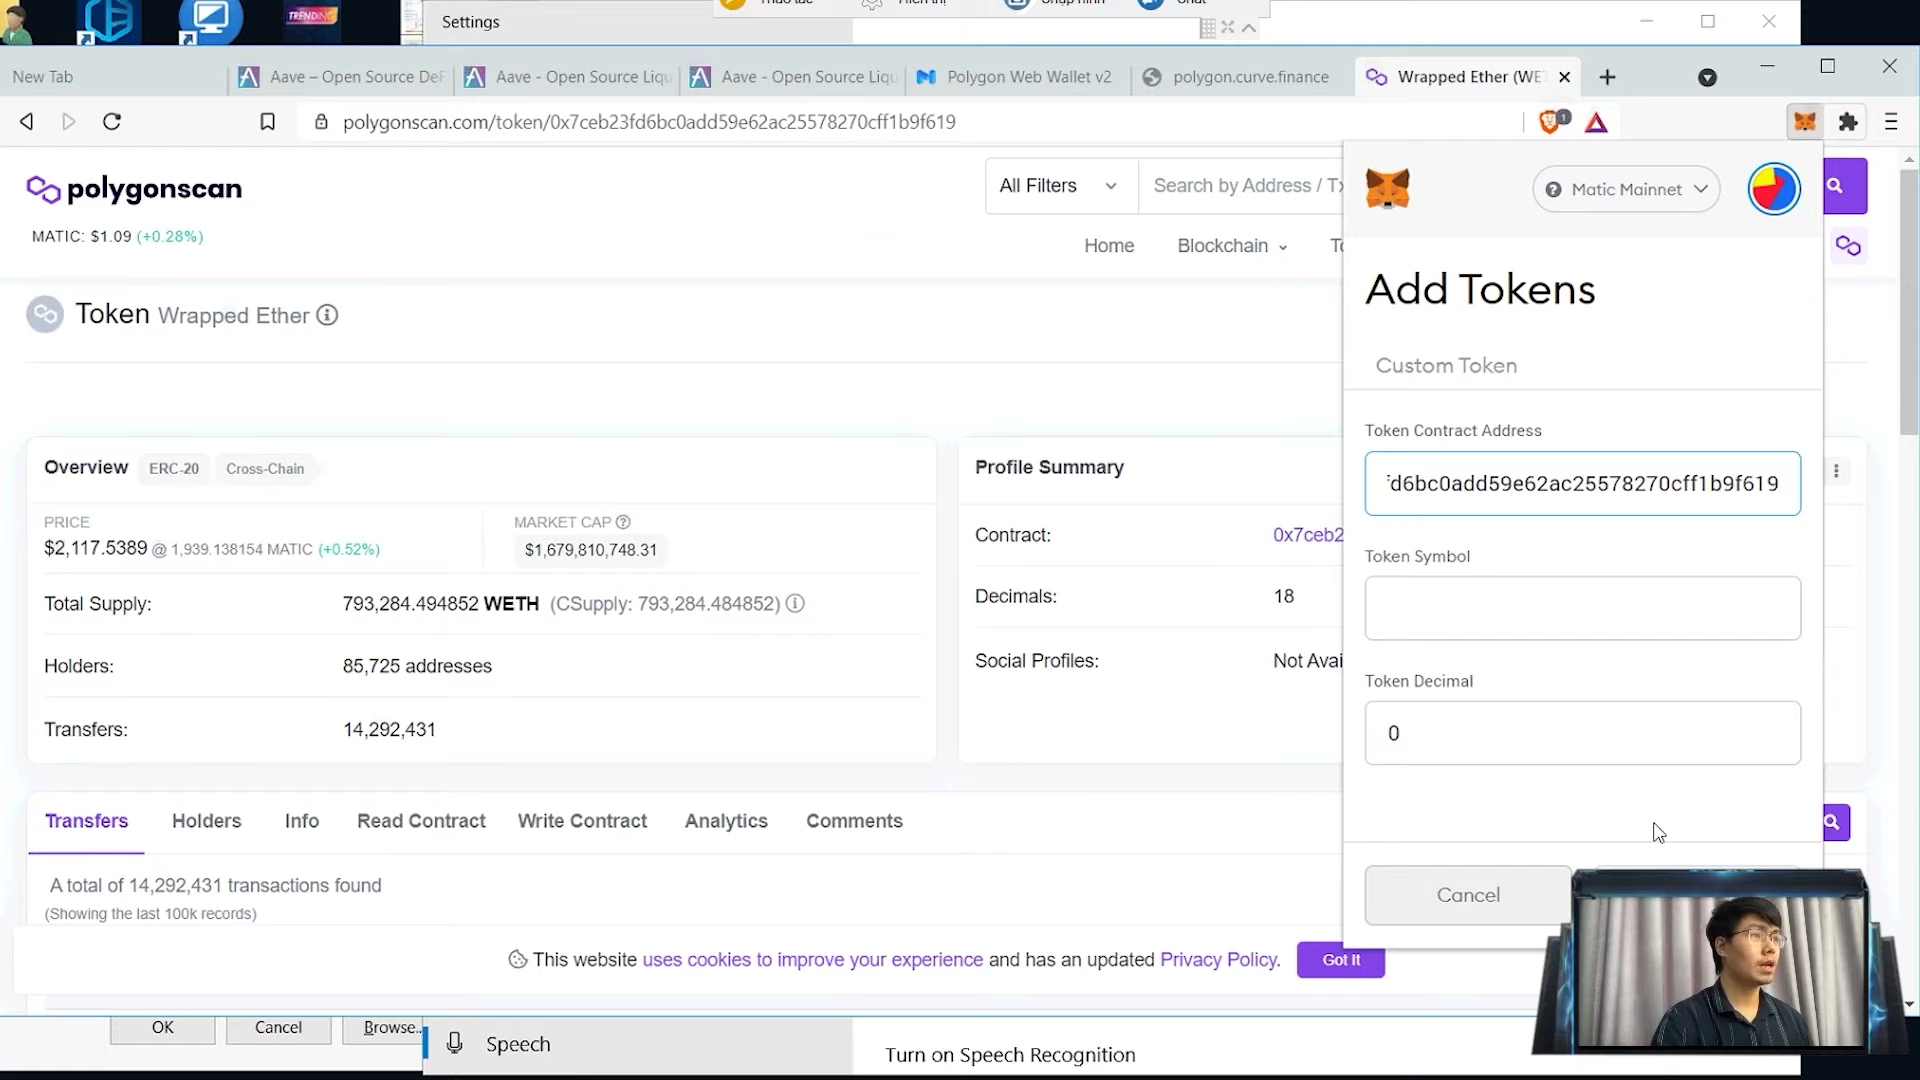 TRENDING
Settings
New Tab
Aave – Open Source DeF
Aave - Open Source Liqu
Aave - Open Source Liqu
Polygon Web Wallet v2
polygon.curve.finance
Wrapped Ether (WET
polygonscan.com/token/0x7ceb23fd6bc0add59e62ac25578270cff1b9f619
1
polygonscan
MATIC: $1.09 (+0.28%)
All Filters
Search by Address / Tx
Home
Blockchain
Token Wrapped Ether
Overview
ERC-20
Cross-Chain
PRICE
$2,117.5389 @ 1,939.138154 MATIC (+0.52%)
MARKET CAP
$1,679,810,748.31
Total Supply:
793,284.494852 WETH (CSupply: 793,284.484852)
Holders:
85,725 addresses
Transfers:
14,292,431
Profile Summary
Contract:
0x7ceb2
Decimals:
18
Social Profiles:
Not Avai
Transfers
Holders
Info
Read Contract
Write Contract
Analytics
Comments
A total of 14,292,431 transactions found
(Showing the last 100k records)
This website uses cookies to improve your experience and has an updated Privacy Policy.
Got It
Matic Mainnet
Add Tokens
Custom Token
Token Contract Address
d6bc0add59e62ac25578270cff1b9f619
Token Symbol
Token Decimal
0
Cancel
OK
Cancel
Browse..
Speech
Turn on Speech Recognition